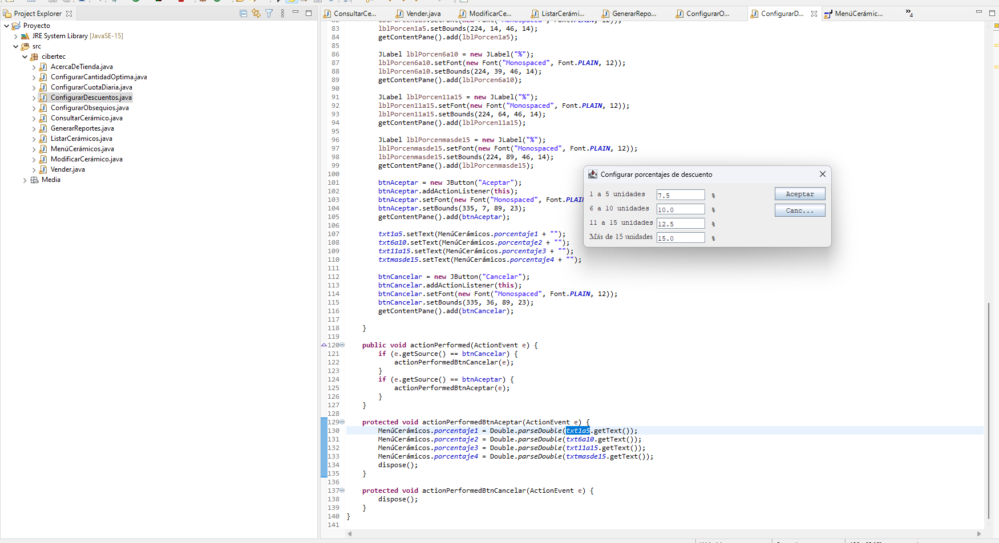 Project Explorer
Proyecto
JRE System Library [JavaSE-15]
src
cibertec
AcercaDeTienda.java
ConfigurarCantidadOptima.java
ConfigurarCuotaDiaria.java
ConfigurarDescuentos.java
ConfigurarObsequios.java
ConsultarCerámico.java
GenerarReportes.java
ListarCerámicos.java
MenúCerámicos.java
ModificarCerámico.java
Vender.java
Media
ConsultarCe...
Vender.java
ModificarCe...
ListarCerámi...
GenerarRepo...
ConfigurarO...
ConfigurarD...
MenúCerámic...
»4
83 lblPorcen1a5.setBounds(224, 14, 46, 14);
84 getContentPane().add(lblPorcen1a5);
85
86 JLabel lblPorcen6a10 = new JLabel("%");
87 lblPorcen6a10.setFont(new Font("Monospaced", Font.PLAIN, 12));
88 lblPorcen6a10.setBounds(224, 39, 46, 14);
89 getContentPane().add(lblPorcen6a10);
90
91 JLabel lblPorcen11a15 = new JLabel("%");
92 lblPorcen11a15.setFont(new Font("Monospaced", Font.PLAIN, 12));
93 lblPorcen11a15.setBounds(224, 64, 46, 14);
94 getContentPane().add(lblPorcen11a15);
95
96 JLabel lblPorcenmasde15 = new JLabel("%");
97 lblPorcenmasde15.setFont(new Font("Monospaced", Font.PLAIN, 12));
98 lblPorcenmasde15.setBounds(224, 89, 46, 14);
99 getContentPane().add(lblPorcenmasde15);
100
101 btnAceptar = new JButton("Aceptar");
102 btnAceptar.addActionListener(this);
103 btnAceptar.setFont(new Font("Monospaced", Font.PLAIN
104 btnAceptar.setBounds(335, 7, 89, 23);
105 getContentPane().add(btnAceptar);
106
107 txt1a5.setText(MenúCerámicos.porcentaje1 + "");
108 txt6a10.setText(MenúCerámicos.porcentaje2 + "");
109 txt11a15.setText(MenúCerámicos.porcentaje3 + "");
110 txtmasde15.setText(MenúCerámicos.porcentaje4 + "");
111
112 btnCancelar = new JButton("Cancelar");
113 btnCancelar.addActionListener(this);
114 btnCancelar.setFont(new Font("Monospaced", Font.PLAIN, 12));
115 btnCancelar.setBounds(335, 36, 89, 23);
116 getContentPane().add(btnCancelar);
117
118 }
119
120 public void actionPerformed(ActionEvent e) {
121 if (e.getSource() == btnCancelar) {
122 actionPerformedBtnCancelar(e);
123 }
124 if (e.getSource() == btnAceptar) {
125 actionPerformedBtnAceptar(e);
126 }
127 }
128
129 protected void actionPerformedBtnAceptar(ActionEvent e) {
130 MenúCerámicos.porcentaje1 = Double.parseDouble(txt1a5.getText());
131 MenúCerámicos.porcentaje2 = Double.parseDouble(txt6a10.getText());
132 MenúCerámicos.porcentaje3 = Double.parseDouble(txt11a15.getText());
133 MenúCerámicos.porcentaje4 = Double.parseDouble(txtmasde15.getText());
134 dispose();
135 }
136
137 protected void actionPerformedBtnCancelar(ActionEvent e) {
138 dispose();
139 }
140 }
141
Configurar porcentajes de descuento
1 a 5 unidades 7.5 % Aceptar
6 a 10 unidades 10.0 % Canc...
11 a 15 unidades 12.5 %
Más de 15 unidades 15.0 %